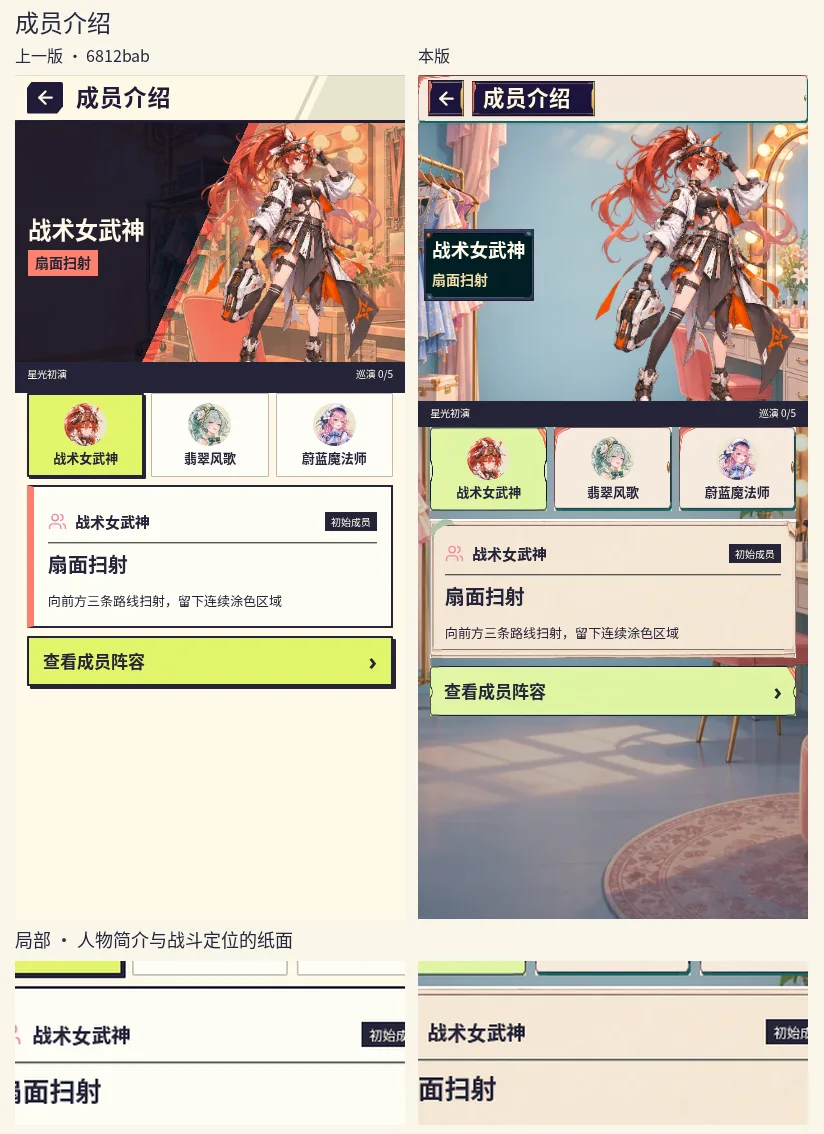 成员介绍
上一版 · 6812bab
本版
成员介绍
战术女武神
扇面扫射
星光初演
巡演 0/5
战术女武神
翡翠风歌
蔚蓝魔法师
战术女武神
初始成员
扇面扫射
向前方三条路线扫射，留下连续涂色区域
查看成员阵容
成员介绍
战术女武神
扇面扫射
星光初演
巡演 0/5
战术女武神
翡翠风歌
蔚蓝魔法师
战术女武神
初始成员
扇面扫射
向前方三条路线扫射，留下连续涂色区域
查看成员阵容
局部 · 人物简介与战斗定位的纸面
战术女武神
初始成
扇面扫射
战术女武神
初始成
面扫射